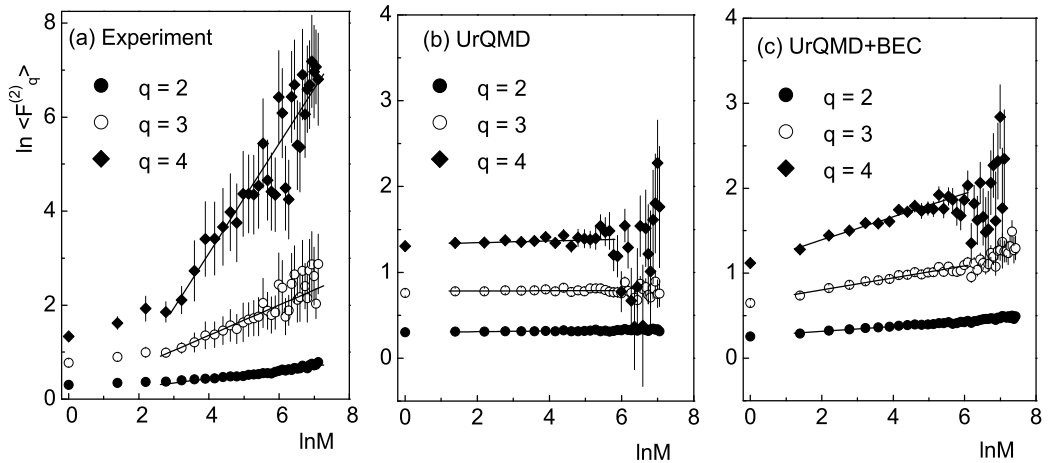 (a) Experiment
q = 2
q = 3
q = 4
ln <F^(2)_q>
8
6
4
2
0
0 2 4 6 8
lnM
(b) UrQMD
q = 2
q = 3
q = 4
4
3
2
1
0
0 2 4 6 8
lnM
(c) UrQMD+BEC
q = 2
q = 3
q = 4
4
3
2
1
0
0 2 4 6 8
lnM